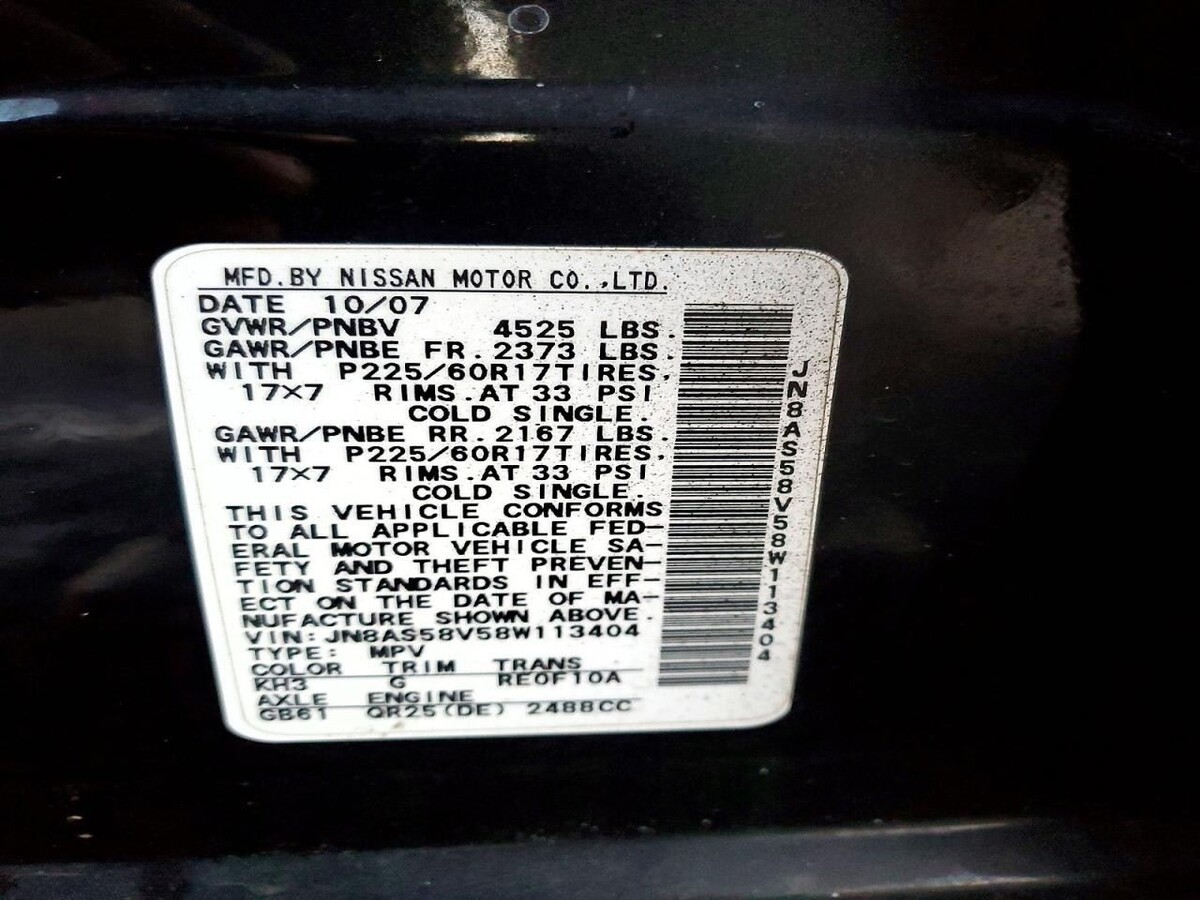 MFD.BY NISSAN MOTOR CO.,LTD.
DATE 10/07
GVWR/PNBV 4525 LBS.
GAWR/PNBE FR. 2373 LBS.
WITH P225/60R17TIRES,
17×7 RIMS.AT 33 PSI
COLD SINGLE.
GAWR/PNBE RR. 2167 LBS.
WITH P225/60R17TIRES,
17×7 RIMS.AT 33 PSI
COLD SINGLE.
THIS VEHICLE CONFORMS
TO ALL APPLICABLE FED-
ERAL MOTOR VEHICLE SA-
FETY AND THEFT PREVEN-
TION STANDARDS IN EFF-
ECT ON THE DATE OF MA-
NUFACTURE SHOWN ABOVE.
VIN:JN8AS58V58W113404
TYPE: MPV
COLOR TRIM TRANS
KH3 G RE0F10A
AXLE ENGINE
GB61 QR25(DE) 2488CC
JN8AS58V58W113404